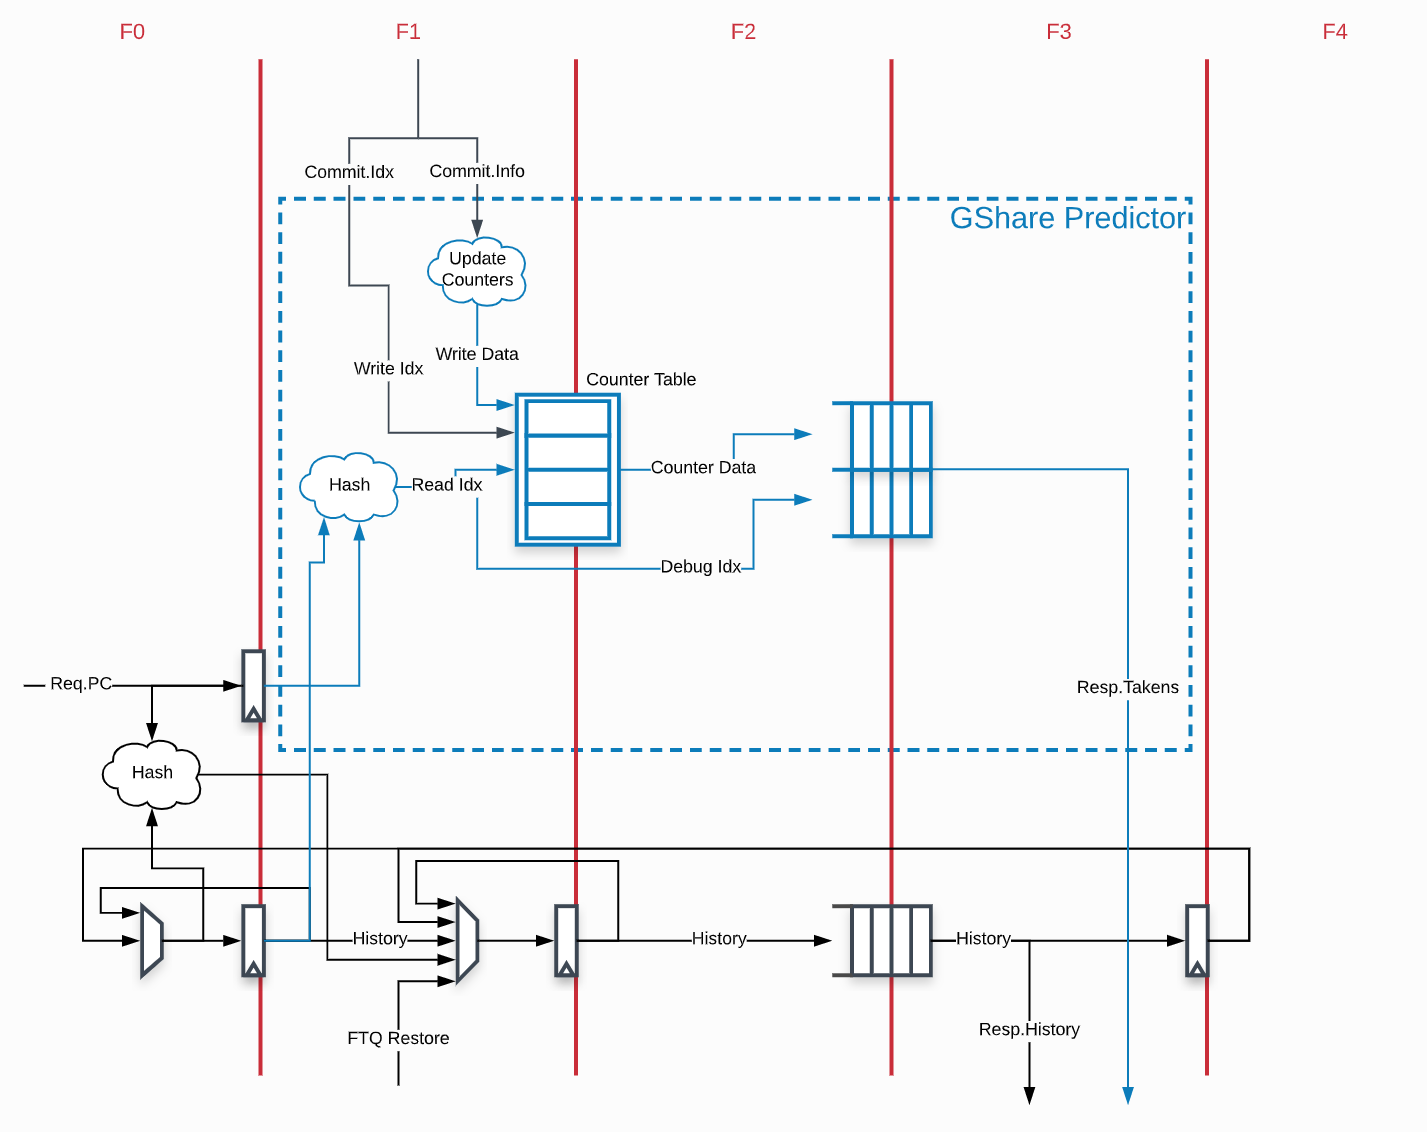 F0
F1
F2
F3
F4
Commit.Idx
Commit.Info
GShare Predictor
Update
Counters
Write Data
Write Idx
Counter Table
Counter Data
Hash
Read Idx
Debug Idx
Req.PC
Resp.Takens
Hash
History
History
History
Resp.History
FTQ Restore